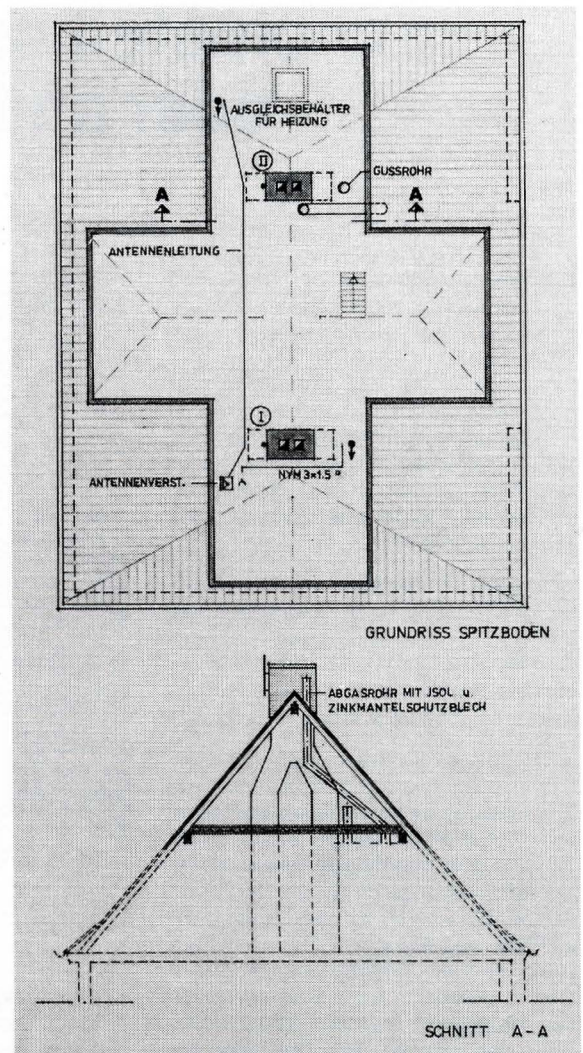 AUSGLEICHSBEHÄLTER
FÜR HEIZUNG
II
GUSSROHR
A
A
ANTENNENLEITUNG
I
ANTENNENVERST.
NYM 3×1.5 □
GRUNDRISS SPITZBODEN
ABGASROHR MIT JSOL u.
ZINKMANTELSCHUTZBLECH
SCHNITT A-A